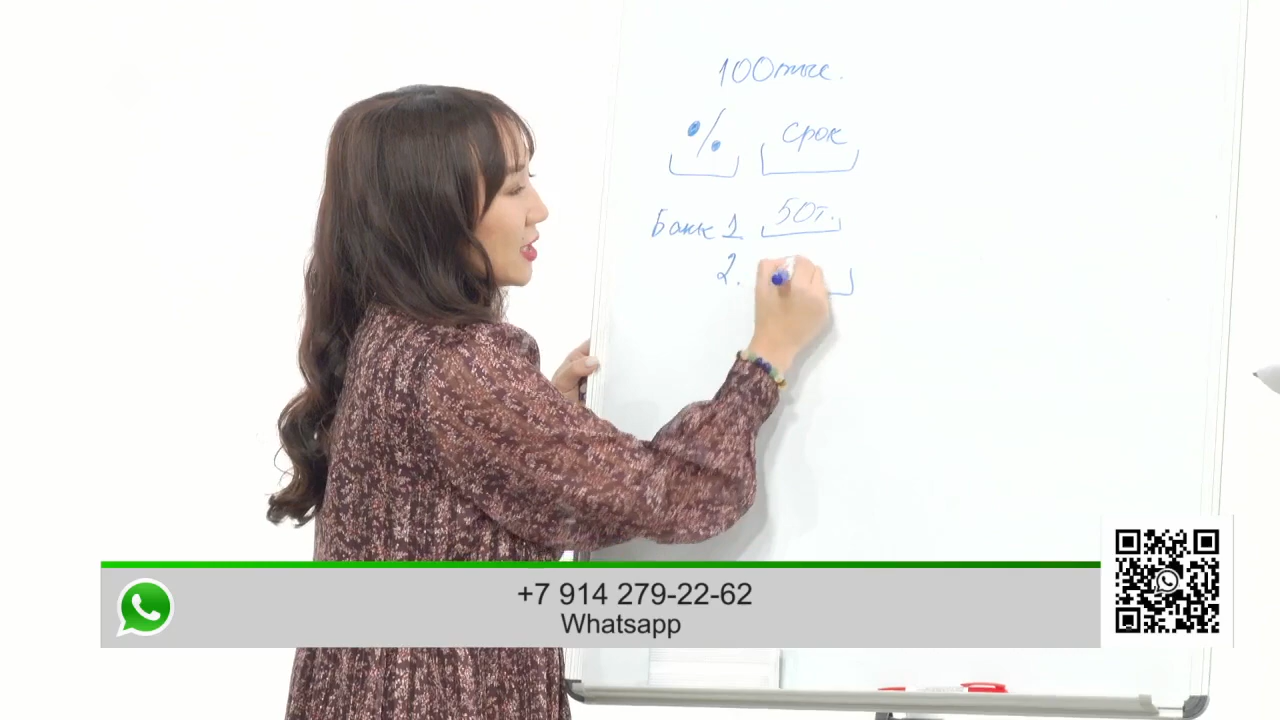 100тыс.
% срок
Банк 1 50т.
2.
+7 914 279-22-62
Whatsapp